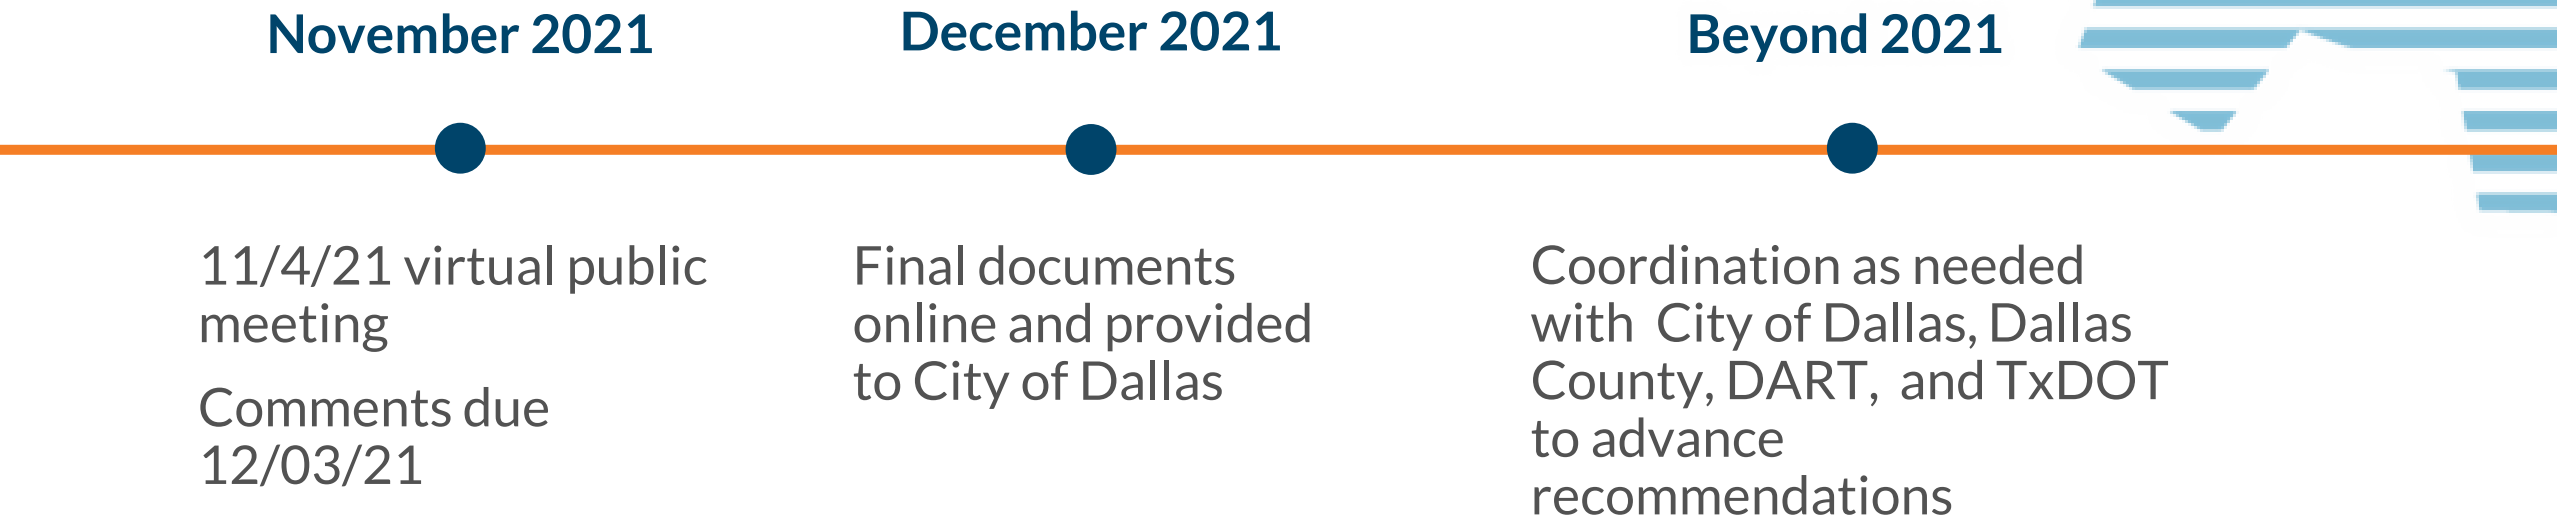 November 2021
11/4/21 virtual public
meeting
Comments due
12/03/21
December 2021
Final documents
online and provided
to City of Dallas
Beyond 2021
Coordination as needed
with  City of Dallas, Dallas
County, DART,  and TxDOT
to advance
recommendations